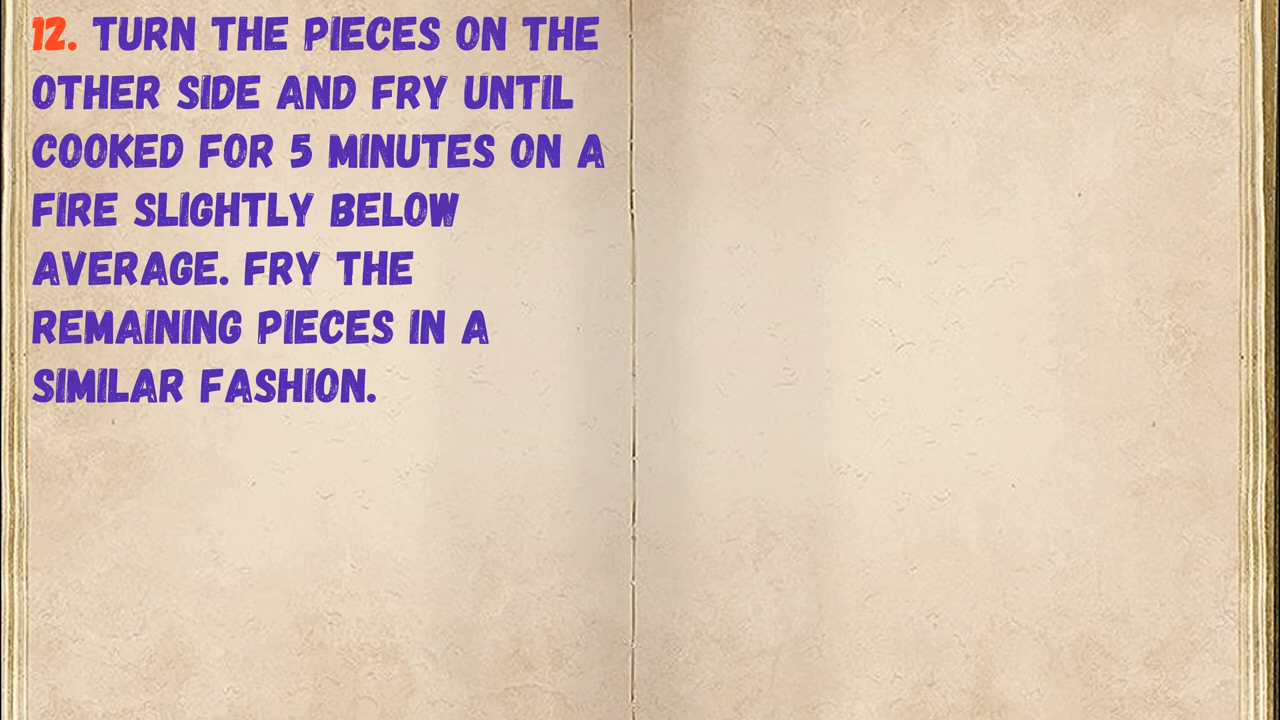 12. TURN THE PIECES ON THE
OTHER SIDE AND FRY UNTIL
COOKED FOR 5 MINUTES ON A
FIRE SLIGHTLY BELOW
AVERAGE. FRY THE
REMAINING PIECES IN A
SIMILAR FASHION.